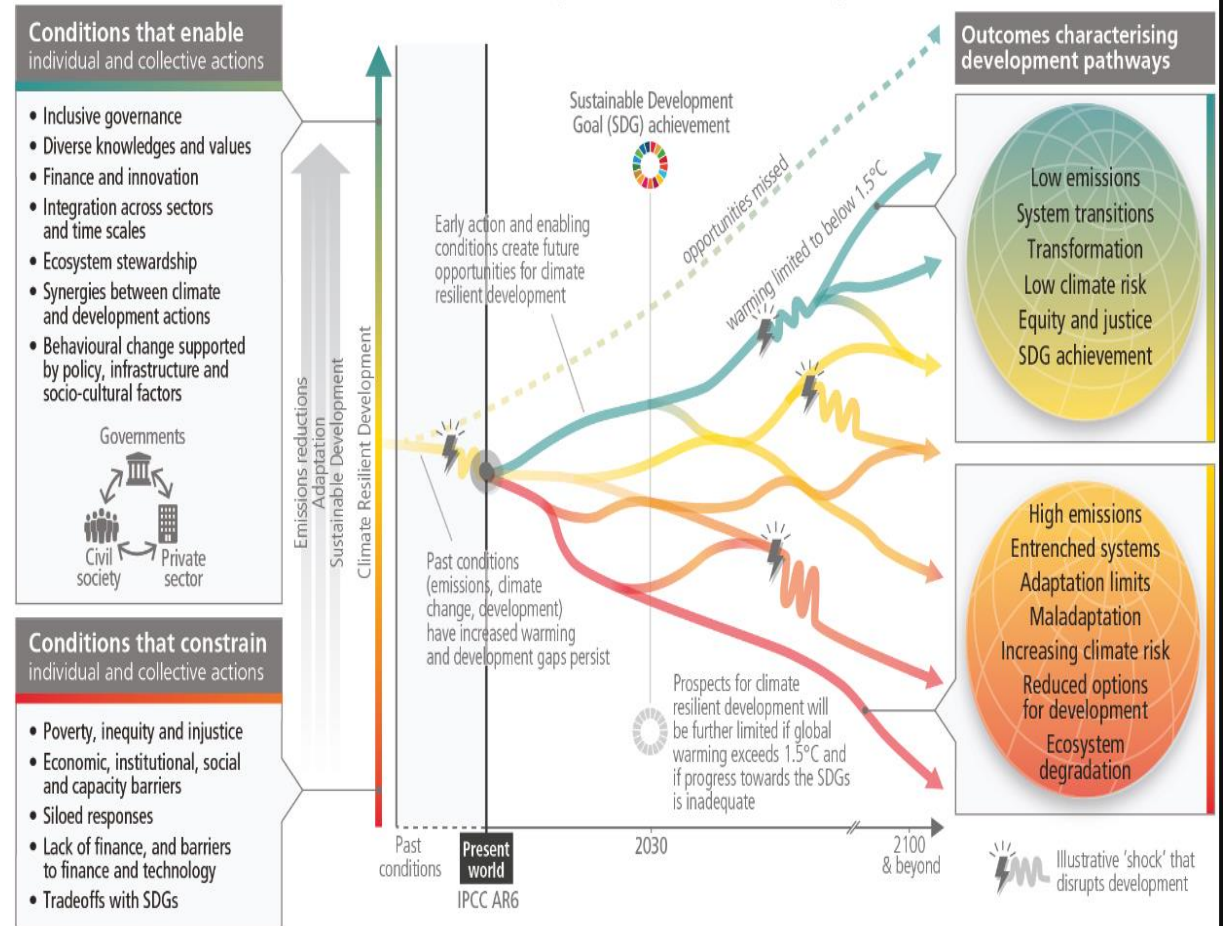 Conditions that enable
individual and collective actions
• Inclusive governance
• Diverse knowledges and values
• Finance and innovation
• Integration across sectors
and time scales
• Ecosystem stewardship
• Synergies between climate
and development actions
• Behavioural change supported
by policy, infrastructure and
socio-cultural factors
Governments
Civil
society
Private
sector
Conditions that constrain
individual and collective actions
• Poverty, inequity and injustice
• Economic, institutional, social
and capacity barriers
• Siloed responses
• Lack of finance, and barriers
to finance and technology
• Tradeoffs with SDGs
Emissions reductions
Adaptation
Sustainable Development
Climate Resilient Development
Sustainable Development
Goal (SDG) achievement
Early action and enabling
conditions create future
opportunities for climate
resilient development
opportunities missed
warming limited to below 1.5°C
Past conditions
(emissions, climate
change, development)
have increased warming
and development gaps persist
Prospects for climate
resilient development will
be further limited if global
warming exceeds 1.5°C and
if progress towards the SDGs
is inadequate
Past
conditions
Present
world
IPCC AR6
2030
2100
& beyond
Outcomes characterising
development pathways
Low emissions
System transitions
Transformation
Low climate risk
Equity and justice
SDG achievement
High emissions
Entrenched systems
Adaptation limits
Maladaptation
Increasing climate risk
Reduced options
for development
Ecosystem
degradation
Illustrative 'shock' that
disrupts development